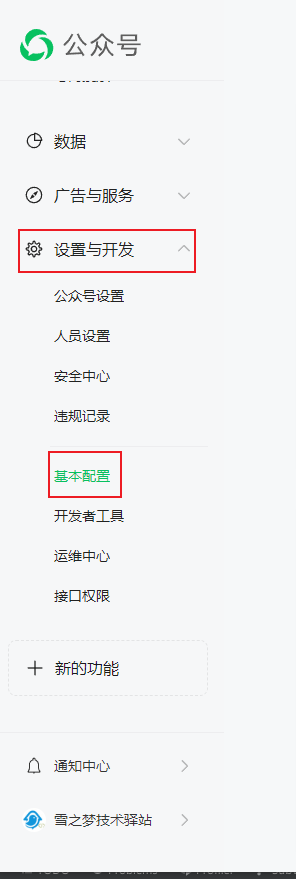 公众号
数据
广告与服务
设置与开发
公众号设置
人员设置
安全中心
违规记录
基本配置
开发者工具
运维中心
接口权限
新的功能
通知中心
雪之梦技术驿站